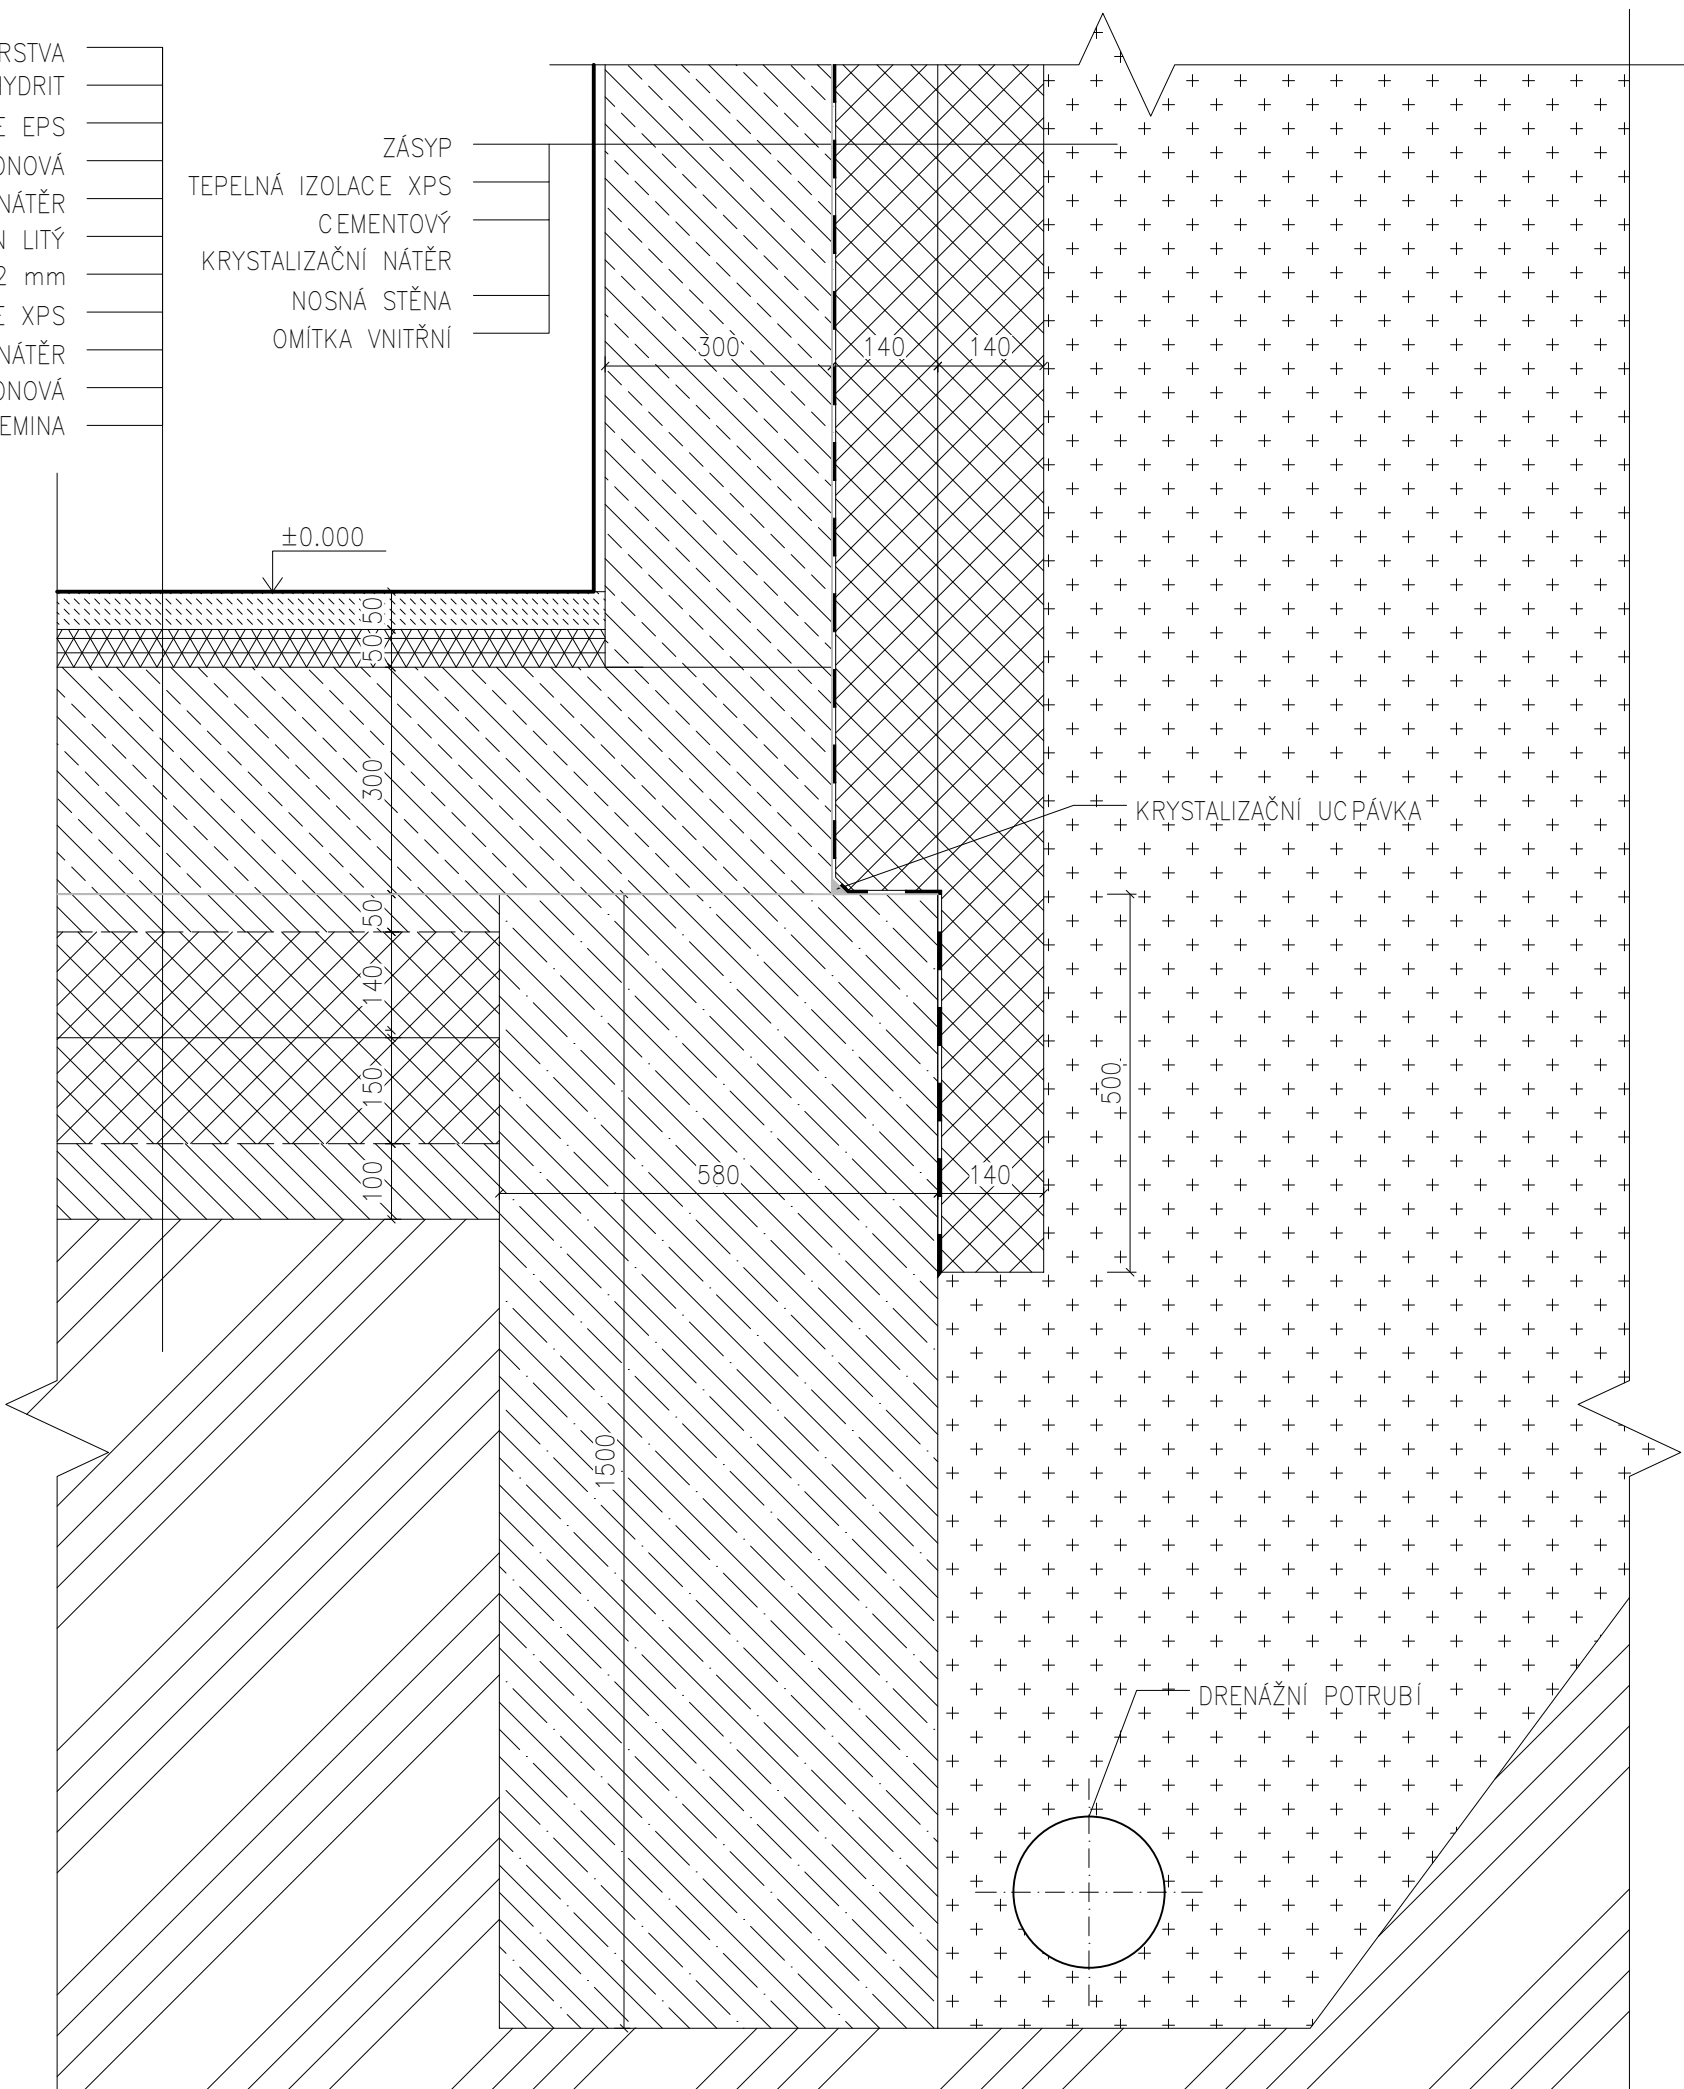 RSTVA
YDRIT
E EPS
ONOVÁ
NÁTĚR
N LITÝ
2 mm
E XPS
NÁTĚR
ONOVÁ
EMINA
ZÁSYP
TEPELNÁ IZOLACE XPS
CEMENTOVÝ
KRYSTALIZAČNÍ NÁTĚR
NOSNÁ STĚNA
OMÍTKA VNITŘNÍ
300
140
140
±0.000
50
50
300
KRYSTALIZAČNÍ UCPÁVKA
50
140
150
100
500
580
140
1500
DRENÁŽNÍ POTRUBÍ